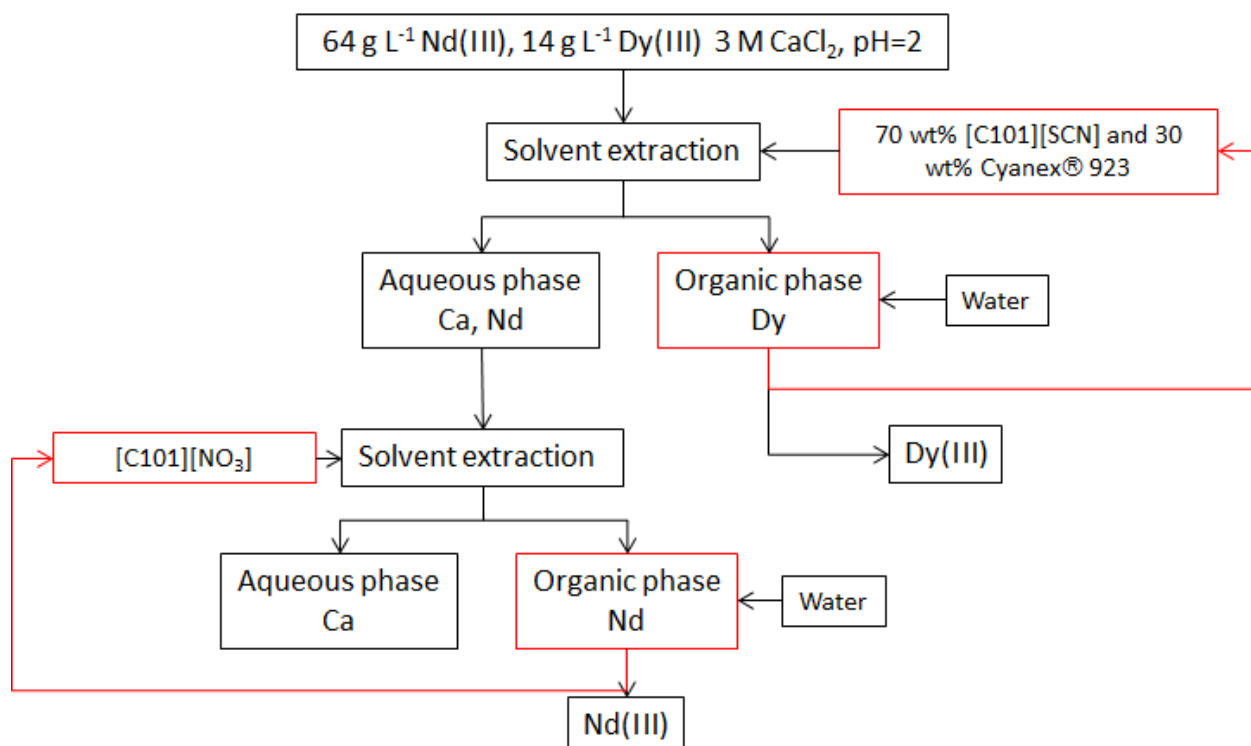 64 g L⁻¹ Nd(III), 14 g L⁻¹ Dy(III) 3 M CaCl₂, pH=2
Solvent extraction
70 wt% [C101][SCN] and 30
wt% Cyanex® 923
Aqueous phase
Ca, Nd
Organic phase
Dy
Water
[C101][NO₃]
Solvent extraction
Dy(III)
Aqueous phase
Ca
Organic phase
Nd
Water
Nd(III)